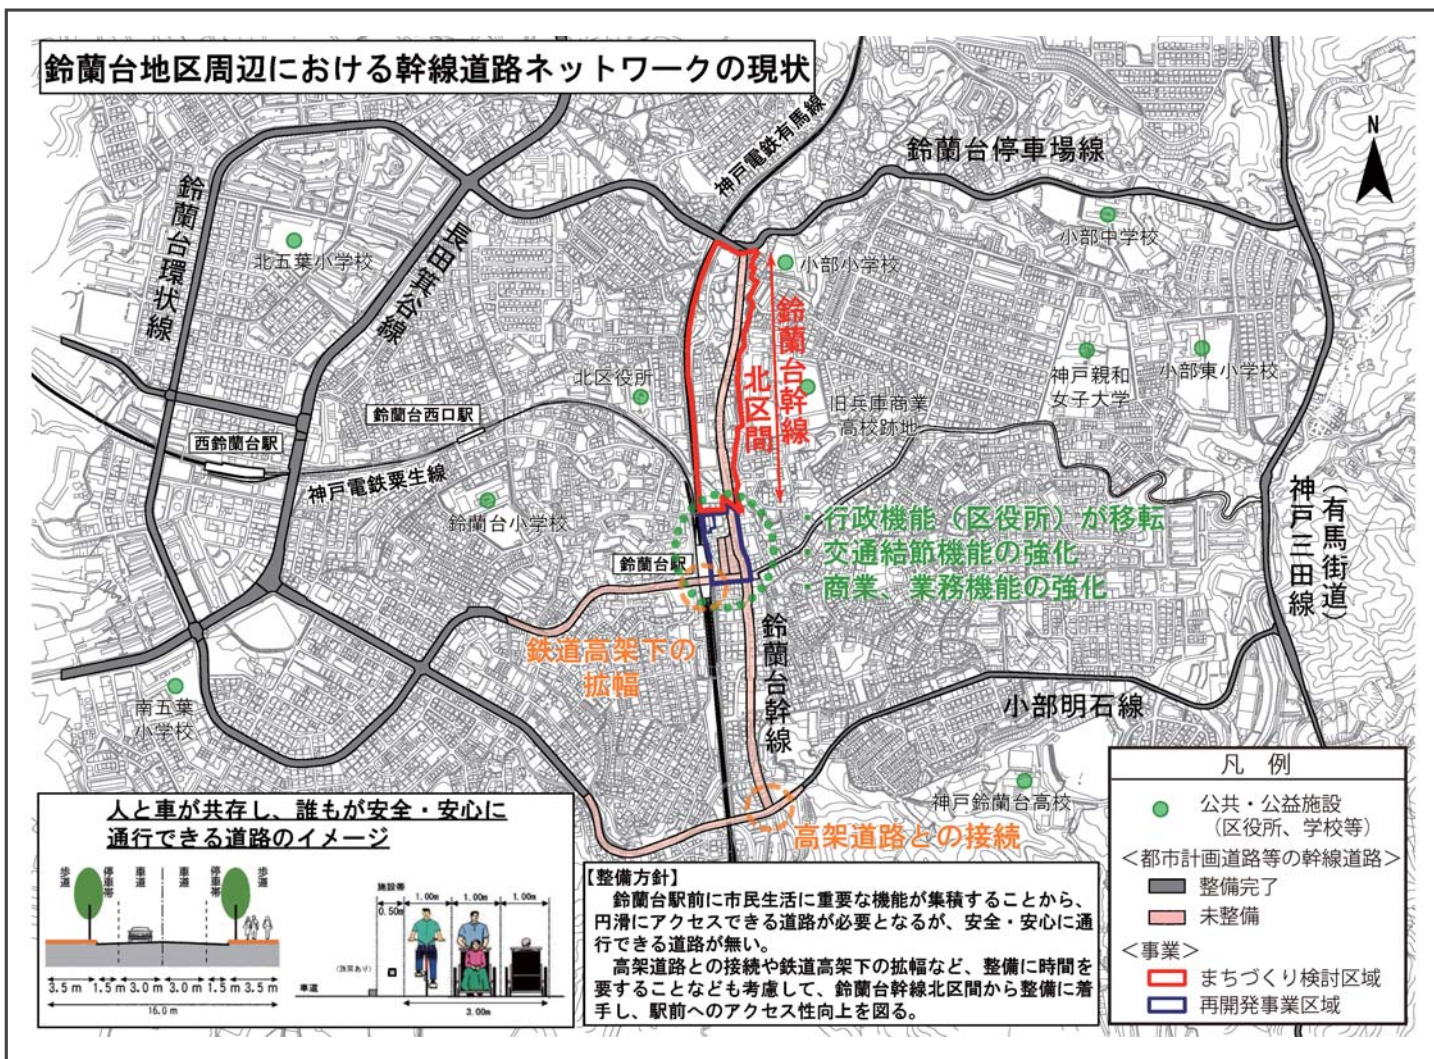 鈴蘭台地区周辺における幹線道路ネットワークの現状
神戸電鉄有馬線
鈴蘭台停車場線
N
鈴蘭台環状線
北五葉小学校
長田箕谷線
小部小学校
小部中学校
鈴蘭台幹線
北区間
北区役所
旧兵庫商業
高校跡地
神戸親和
女子大学
小部東小学校
鈴蘭台西口駅
西鈴蘭台駅
神戸電鉄粟生線
鈴蘭台小学校
神戸三田線
(有馬街道)
・行政機能（区役所）が移転
・交通結節機能の強化
・商業、業務機能の強化
鈴蘭台駅
鉄道高架下の
拡幅
鈴蘭台幹線
南五葉
小学校
小部明石線
神戸鈴蘭台高校
高架道路との接続
人と車が共存し、誰もが安全・安心に
通行できる道路のイメージ
歩道 停車帯 車道 車道 停車帯 歩道
3.5 m 1.5 m 3.0 m 3.0 m 1.5 m 3.5 m
16.0 m
施設帯
1.00m 1.00m 1.00m
0.50m
車道
3.00m
【整備方針】
鈴蘭台駅前に市民生活に重要な機能が集積することから、
円滑にアクセスできる道路が必要となるが、安全・安心に通
行できる道路が無い。
高架道路との接続や鉄道高架下の拡幅など、整備に時間を
要することなども考慮して、鈴蘭台幹線北区間から整備に着
手し、駅前へのアクセス性向上を図る。
凡 例
公共・公益施設
（区役所、学校等）
＜都市計画道路等の幹線道路＞
整備完了
未整備
＜事業＞
まちづくり検討区域
再開発事業区域